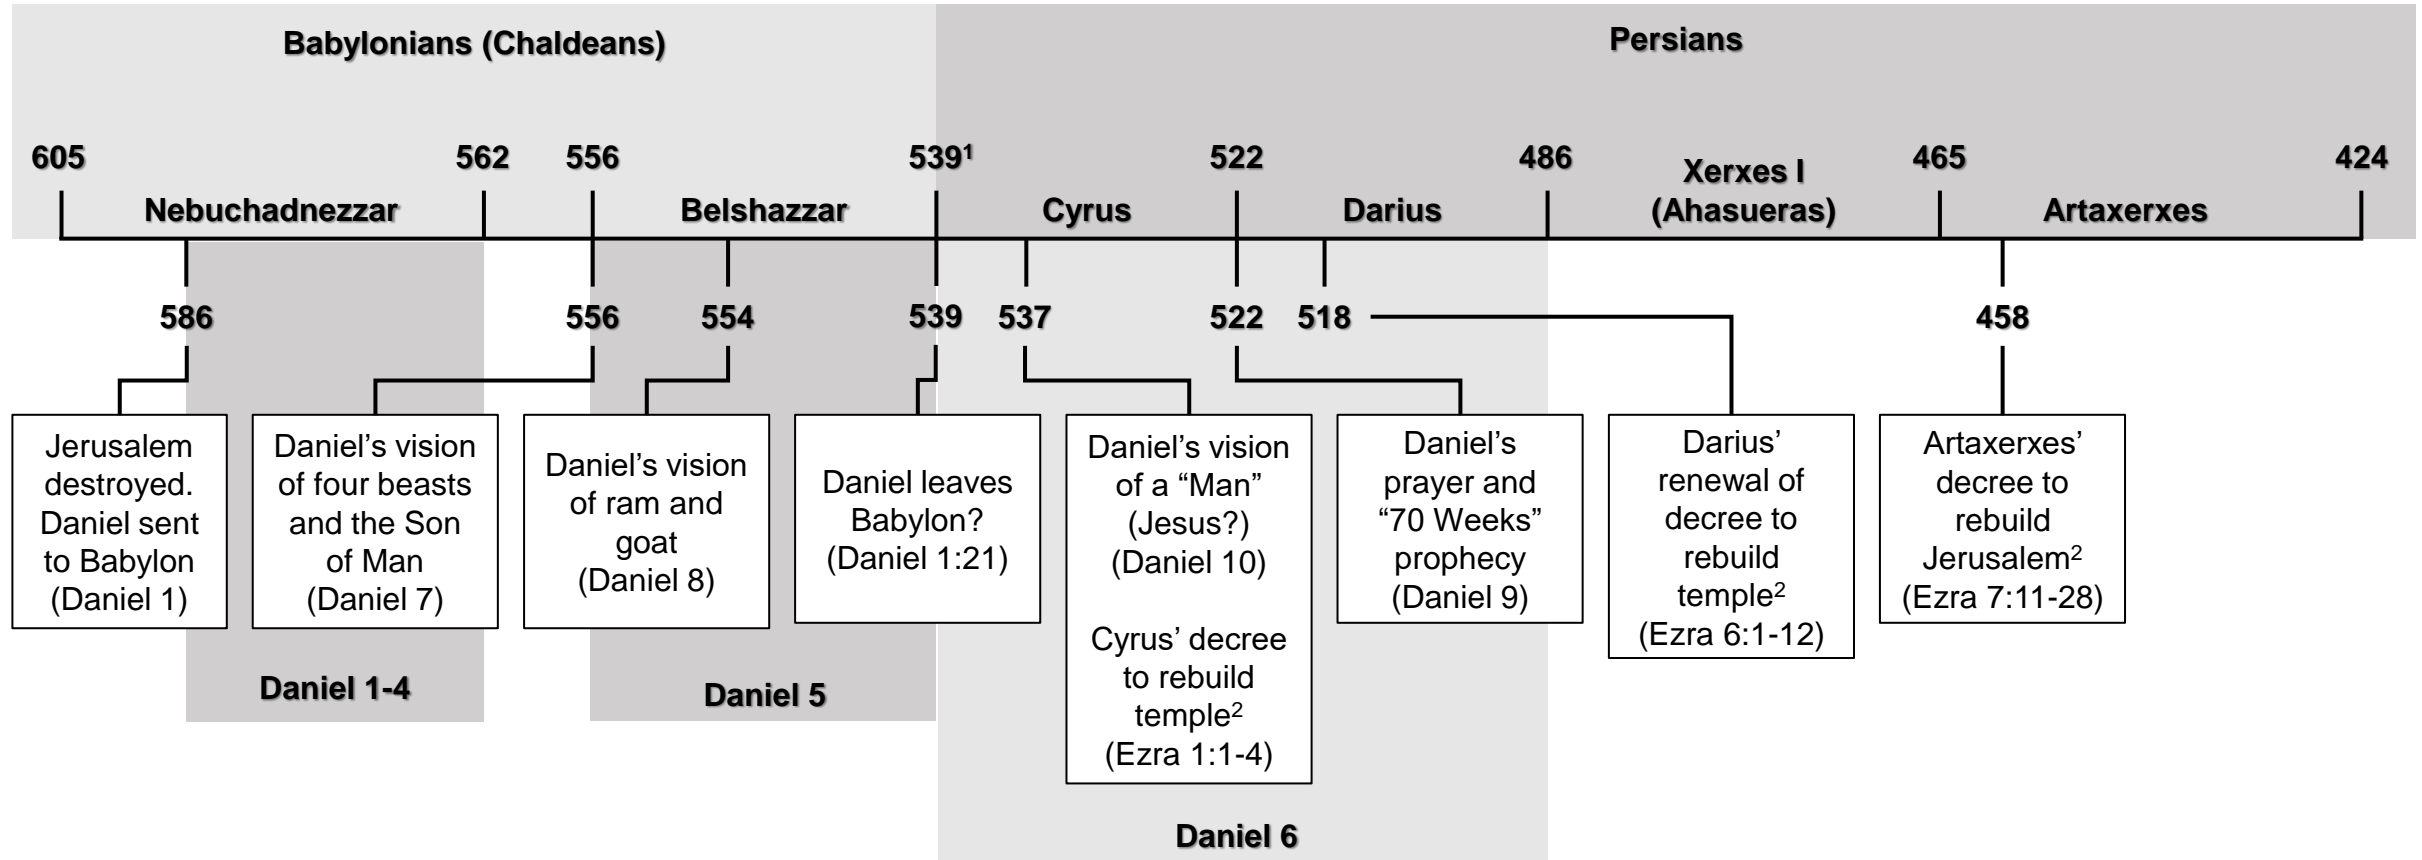 Babylonians (Chaldeans)
Persians
605
562
556
539¹
522
486
465
424
Nebuchadnezzar
Belshazzar
Cyrus
Darius
Xerxes I
(Ahasueras)
Artaxerxes
586
556
554
539
537
522
518
458
Jerusalem
destroyed.
Daniel sent
to Babylon
(Daniel 1)
Daniel’s vision
of four beasts
and the Son
of Man
(Daniel 7)
Daniel’s vision
of ram and
goat
(Daniel 8)
Daniel leaves
Babylon?
(Daniel 1:21)
Daniel’s vision
of a “Man”
(Jesus?)
(Daniel 10)
Cyrus’ decree
to rebuild
temple²
(Ezra 1:1-4)
Daniel’s
prayer and
“70 Weeks”
prophecy
(Daniel 9)
Darius’
renewal of
decree to
rebuild
temple²
(Ezra 6:1-12)
Artaxerxes’
decree to
rebuild
Jerusalem²
(Ezra 7:11-28)
Daniel 1-4
Daniel 5
Daniel 6